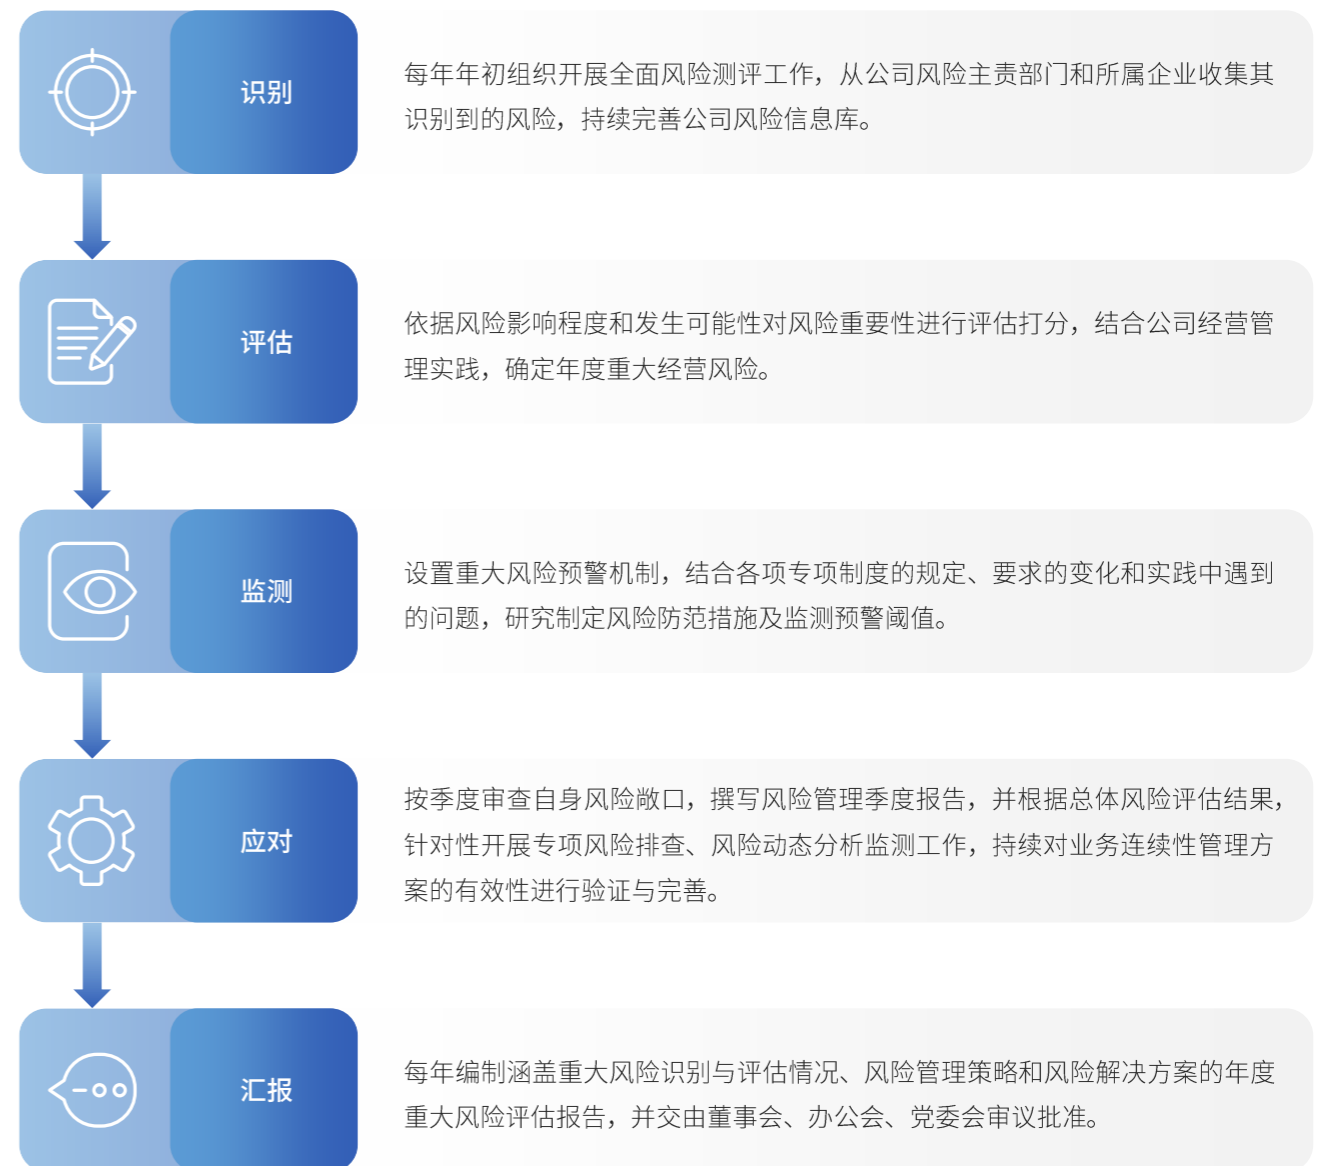 识别
每年年初组织开展全面风险测评工作，从公司风险主责部门和所属企业收集其
识别到的风险，持续完善公司风险信息库。
评估
依据风险影响程度和发生可能性对风险重要性进行评估打分，结合公司经营管
理实践，确定年度重大经营风险。
监测
设置重大风险预警机制，结合各项专项制度的规定、要求的变化和实践中遇到
的问题，研究制定风险防范措施及监测预警阈值。
应对
按季度审查自身风险敞口，撰写风险管理季度报告，并根据总体风险评估结果，
针对性开展专项风险排查、风险动态分析监测工作，持续对业务连续性管理方
案的有效性进行验证与完善。
汇报
每年编制涵盖重大风险识别与评估情况、风险管理策略和风险解决方案的年度
重大风险评估报告，并交由董事会、办公会、党委会审议批准。